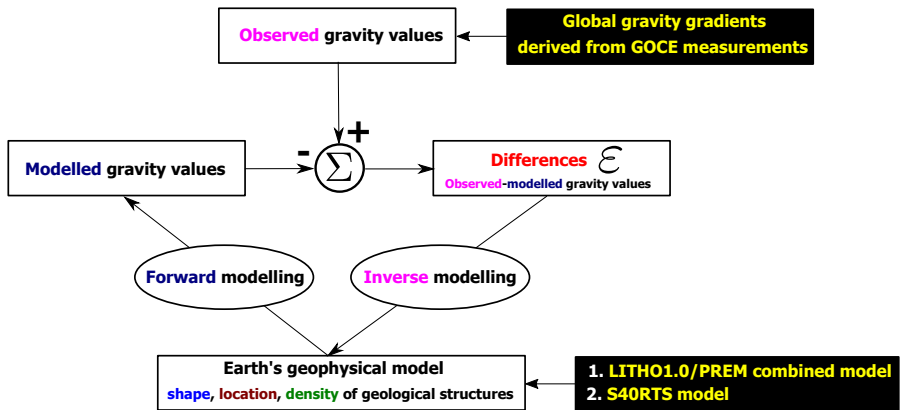 Observed gravity values
Global gravity gradients
derived from GOCE measurements
+
-
Σ
Modelled gravity values
Differences ℰ
Observed-modelled gravity values
Forward modelling
Inverse modelling
Earth's geophysical model
shape, location, density of geological structures
1. LITHO1.0/PREM combined model
2. S40RTS model